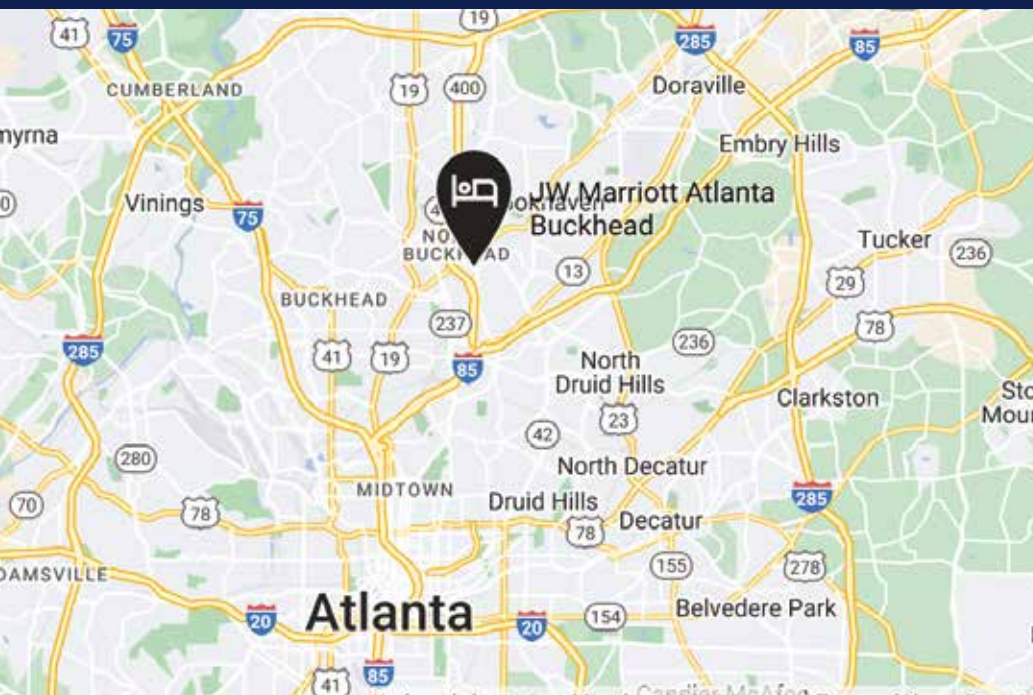 19
41
75
285
85
CUMBERLAND
19
400
Doraville
myrna
Embry Hills
JW Marriott Atlanta
Buckhead
Vinings
75
BUCKHEAD
Tucker
236
13
29
BUCKHEAD
237
78
285
41
19
85
236
North
Druid Hills
Clarkston
23
42
280
North Decatur
MIDTOWN
70
78
Druid Hills
285
78
Decatur
155
278
DAMSVILLE
Atlanta
20
20
154
Belvedere Park
41
85